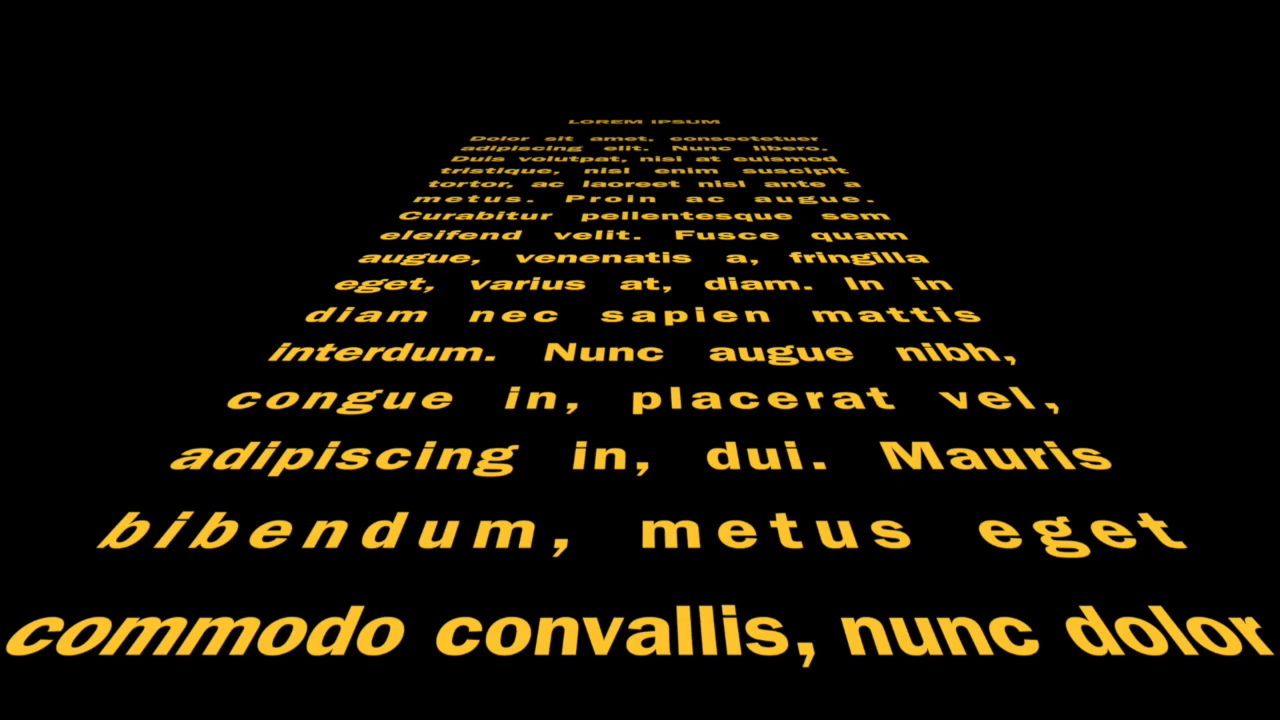 LOREM IPSUM
Dolor sit amet, consectetuer
adipiscing elit. Nunc libero.
Duis volutpat, nisi at euismod
tristique, nisl enim suscipit
tortor, ac laoreet nisl ante a
metus. Proin ac augue.
Curabitur pellentesque sem
eleifend velit. Fusce quam
augue, venenatis a, fringilla
eget, varius at, diam. In in
diam nec sapien mattis
interdum. Nunc augue nibh,
congue in, placerat vel,
adipiscing in, dui. Mauris
bibendum, metus eget
commodo convallis, nunc dolor